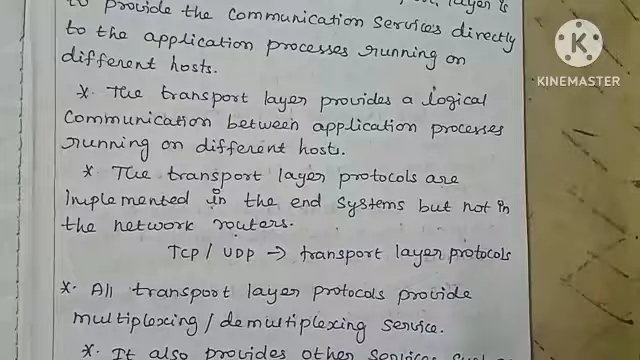 to provide the communication services directly
to the application processes running on
different hosts.
* The transport layer provides a logical
communication between application processes
running on different hosts.
* The transport layer protocols are
implemented in the end systems but not in
the network routers.
TCP / UDP → transport layer protocols
* All transport layer protocols provide
multiplexing / demultiplexing service.
* It also provides other services
K
KINEMASTER